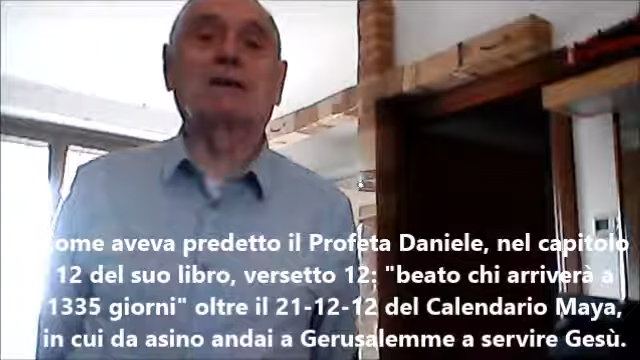 come aveva predetto il Profeta Daniele, nel capitolo
12 del suo libro, versetto 12: "beato chi arriverà a
1335 giorni" oltre il 21-12-12 del Calendario Maya,
in cui da asino andai a Gerusalemme a servire Gesù.